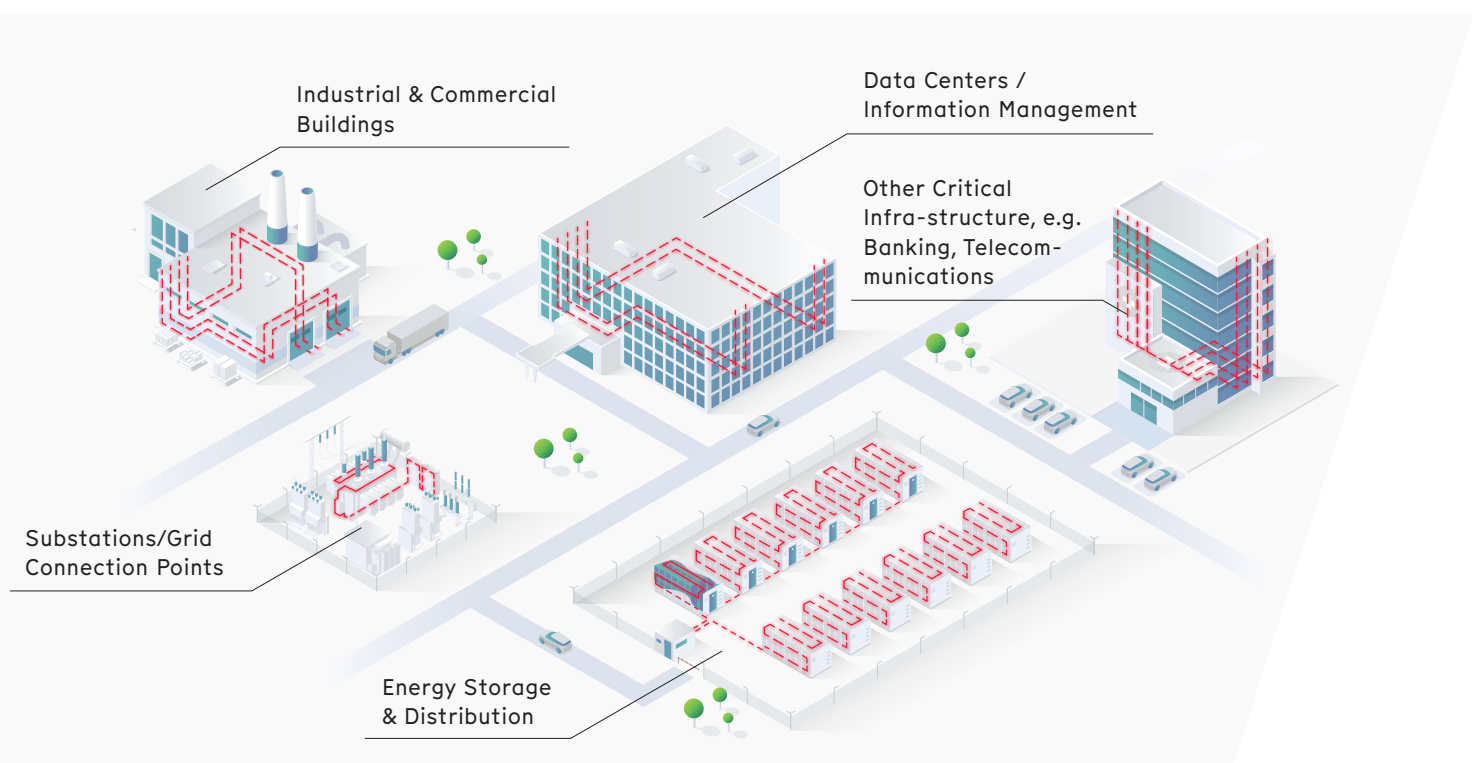 Industrial & Commercial
Buildings
Data Centers /
Information Management
Other Critical
Infra-structure, e.g.
Banking, Telecom-
munications
Substations/Grid
Connection Points
Energy Storage
& Distribution